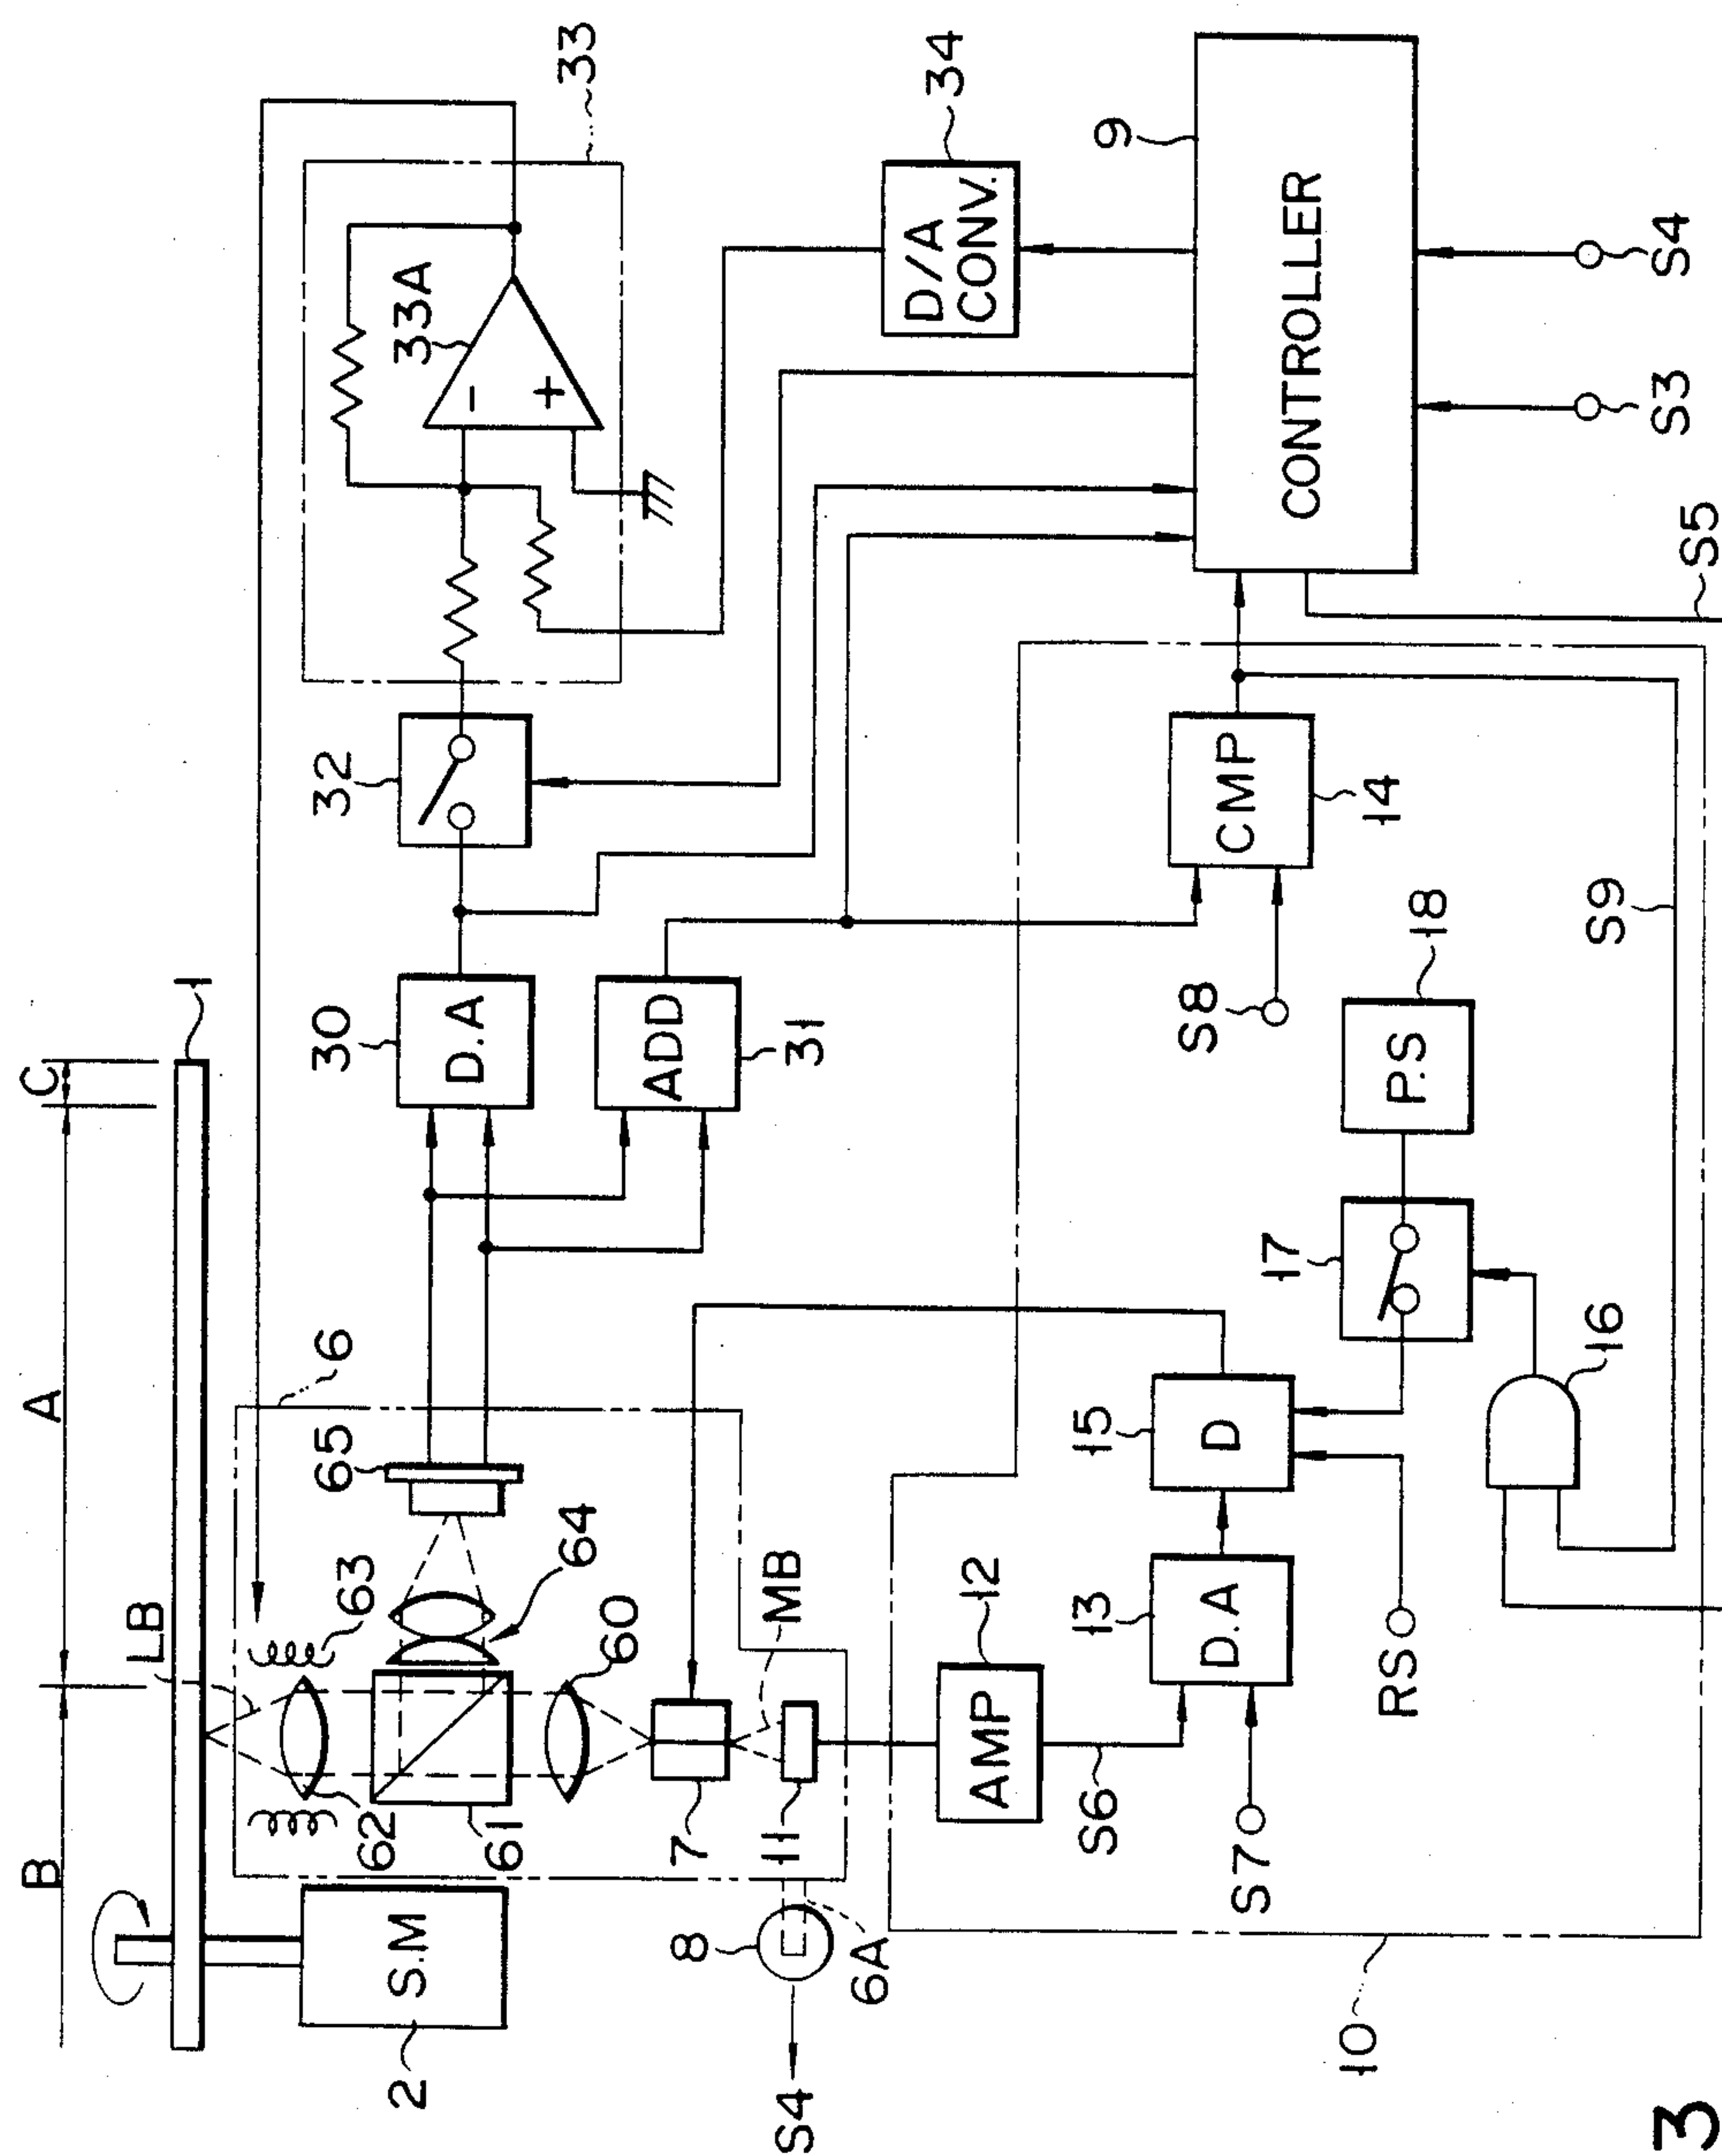 C
A
B
1
LB
6
2
S.M
62
63
61
64
60
65
7
11
MB
8
6A
S4
30
D.A
ADD
31
32
33
33A
−
+
34
D/A
CONV.
9
CONTROLLER
S3
S4
S5
CMP
14
S8
S9
18
P.S
17
16
15
D
13
D.A
12
AMP
S6
S7
RS
10
3